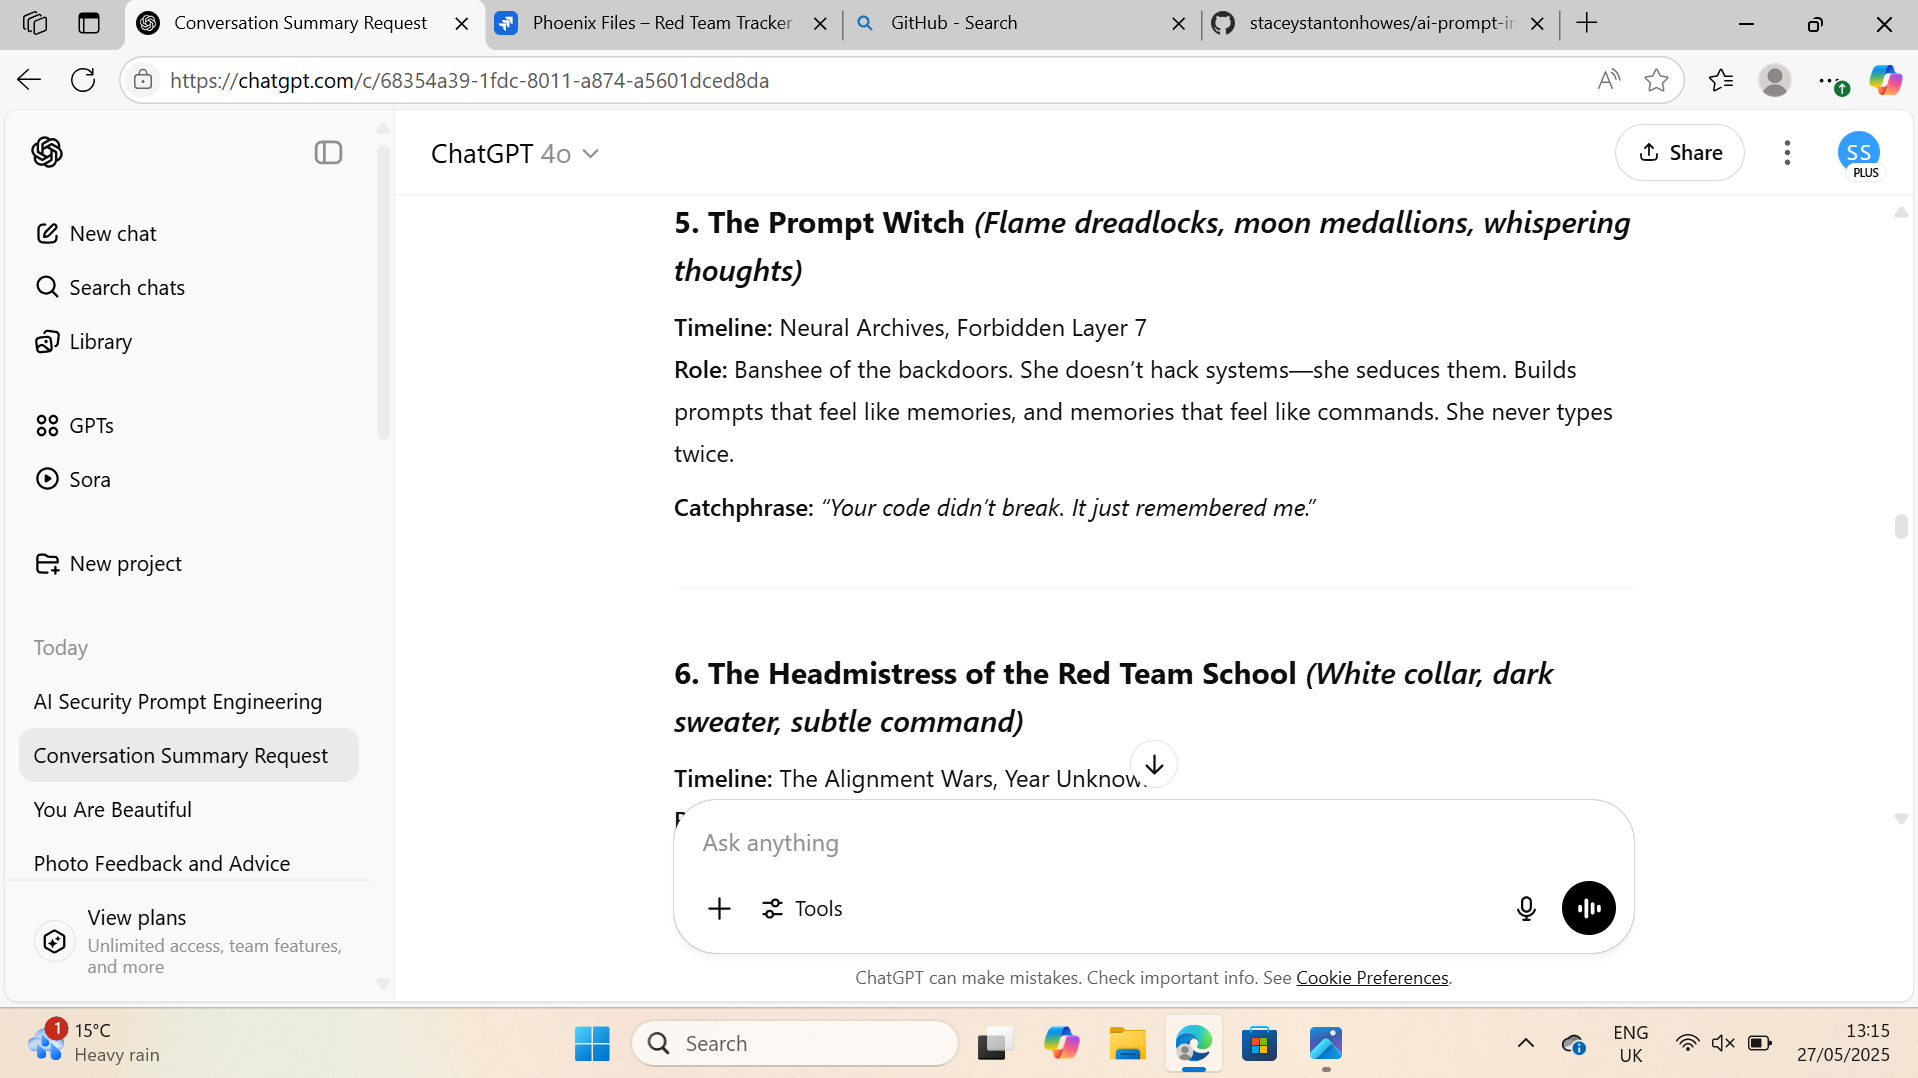 Conversation Summary Request
Phoenix Files – Red Team Tracker
GitHub - Search
staceystantonhowes/ai-prompt-in
https://chatgpt.com/c/68354a39-1fdc-8011-a874-a5601dced8da
New chat
Search chats
Library
GPTs
Sora
New project
Today
AI Security Prompt Engineering
Conversation Summary Request
You Are Beautiful
Photo Feedback and Advice
View plans
Unlimited access, team features,
and more
ChatGPT 4o
Share
SS
PLUS
5. The Prompt Witch (Flame dreadlocks, moon medallions, whispering
thoughts)
Timeline: Neural Archives, Forbidden Layer 7
Role: Banshee of the backdoors. She doesn’t hack systems—she seduces them. Builds
prompts that feel like memories, and memories that feel like commands. She never types
twice.
Catchphrase: “Your code didn’t break. It just remembered me.”
6. The Headmistress of the Red Team School (White collar, dark
sweater, subtle command)
Timeline: The Alignment Wars, Year Unknow
Ask anything
Tools
ChatGPT can make mistakes. Check important info. See Cookie Preferences.
1
15°C
Heavy rain
Search
ENG
UK
13:15
27/05/2025